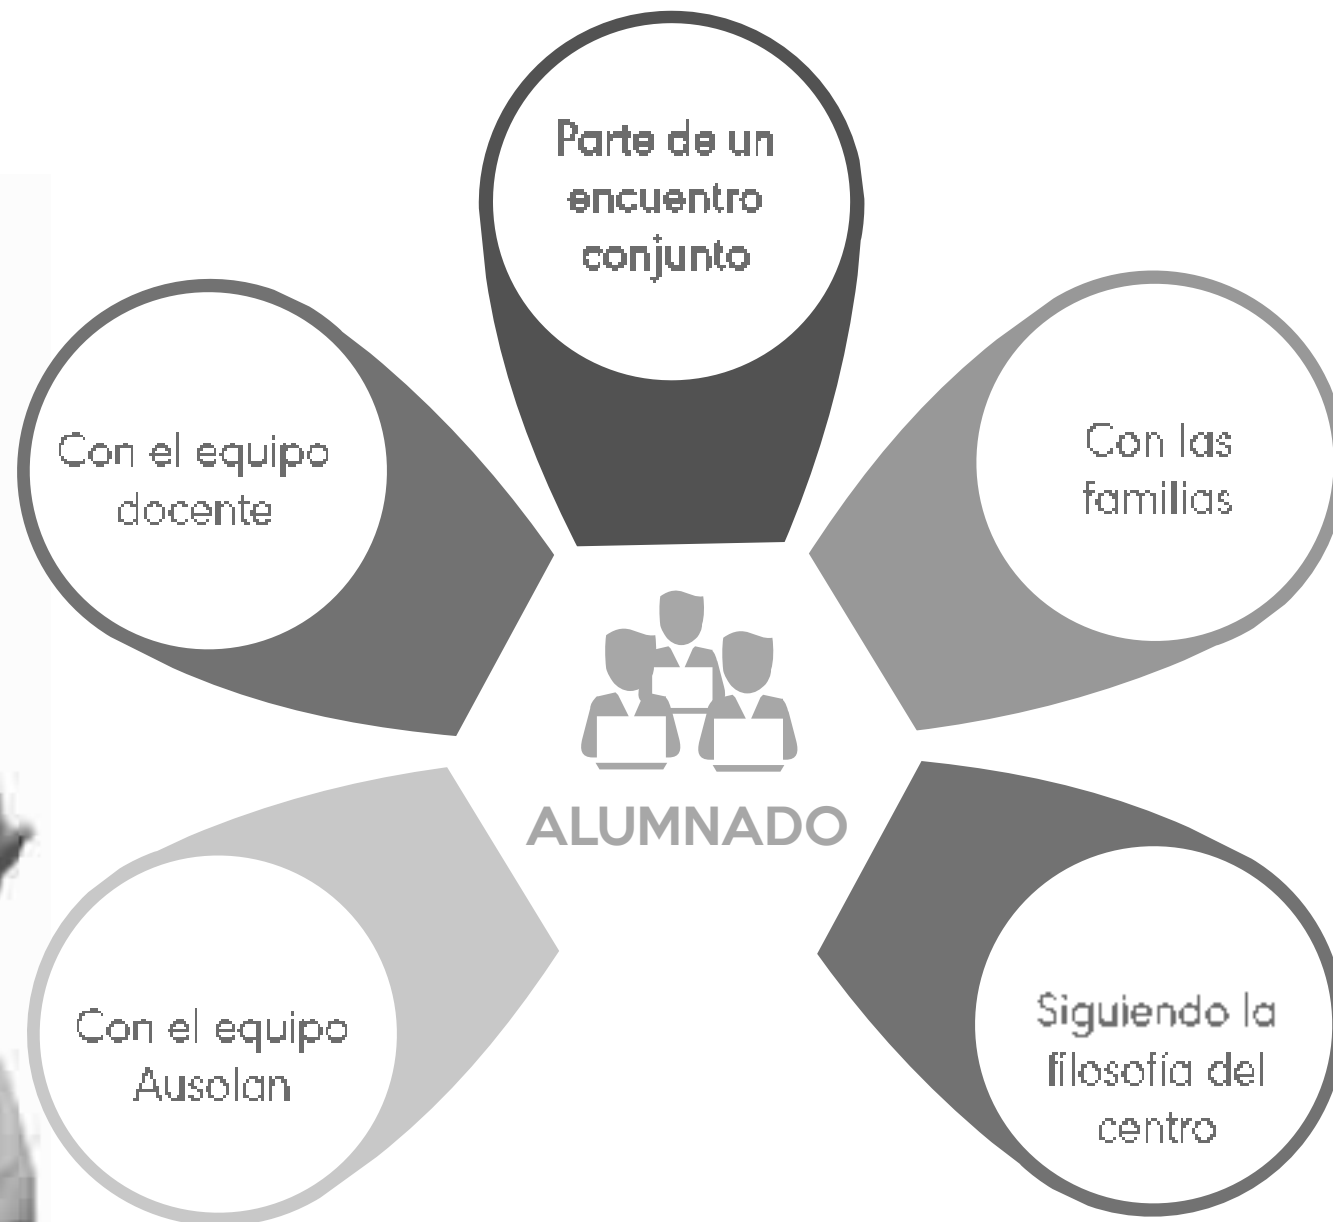 Parte de un
encuentro
conjunto
Con el equipo
docente
Con las
familias
ALUMNADO
Con el equipo
Ausolan
Siguiendo la
filosofía del
centro